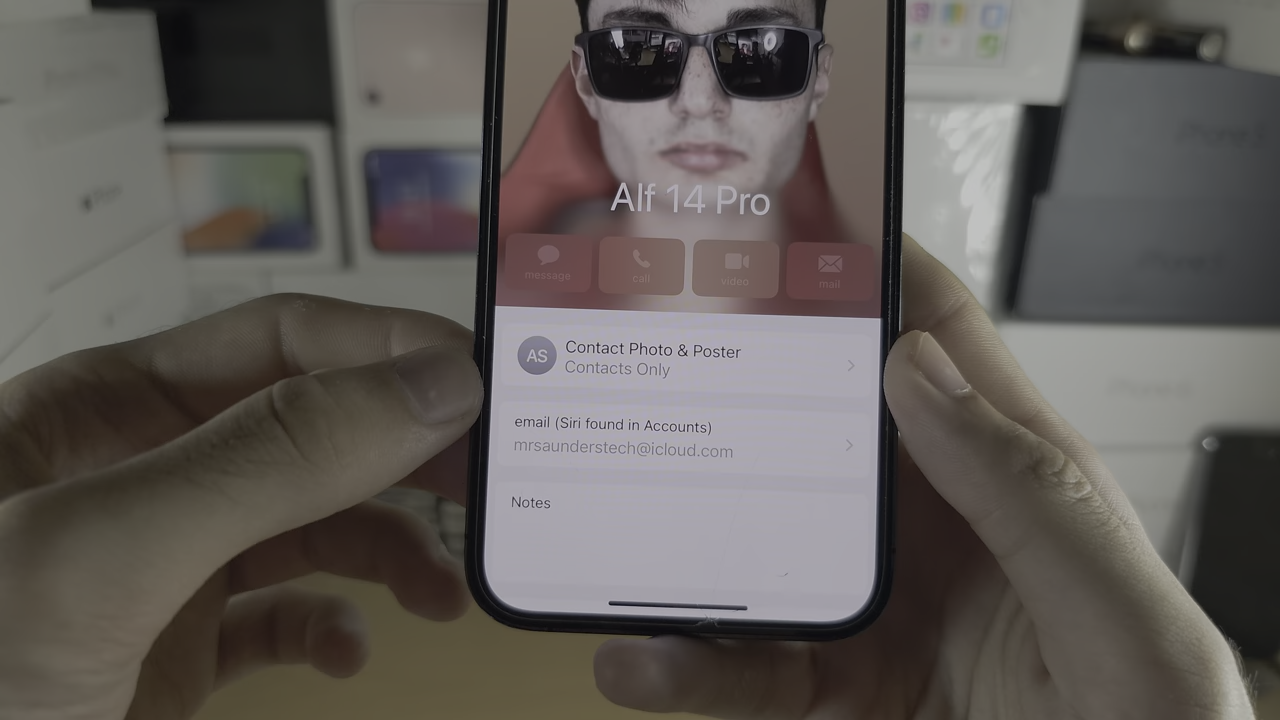 Alf 14 Pro
message
call
video
mail
AS
Contact Photo & Poster
Contacts Only
email (Siri found in Accounts)
mrsaunderstech@icloud.com
Notes